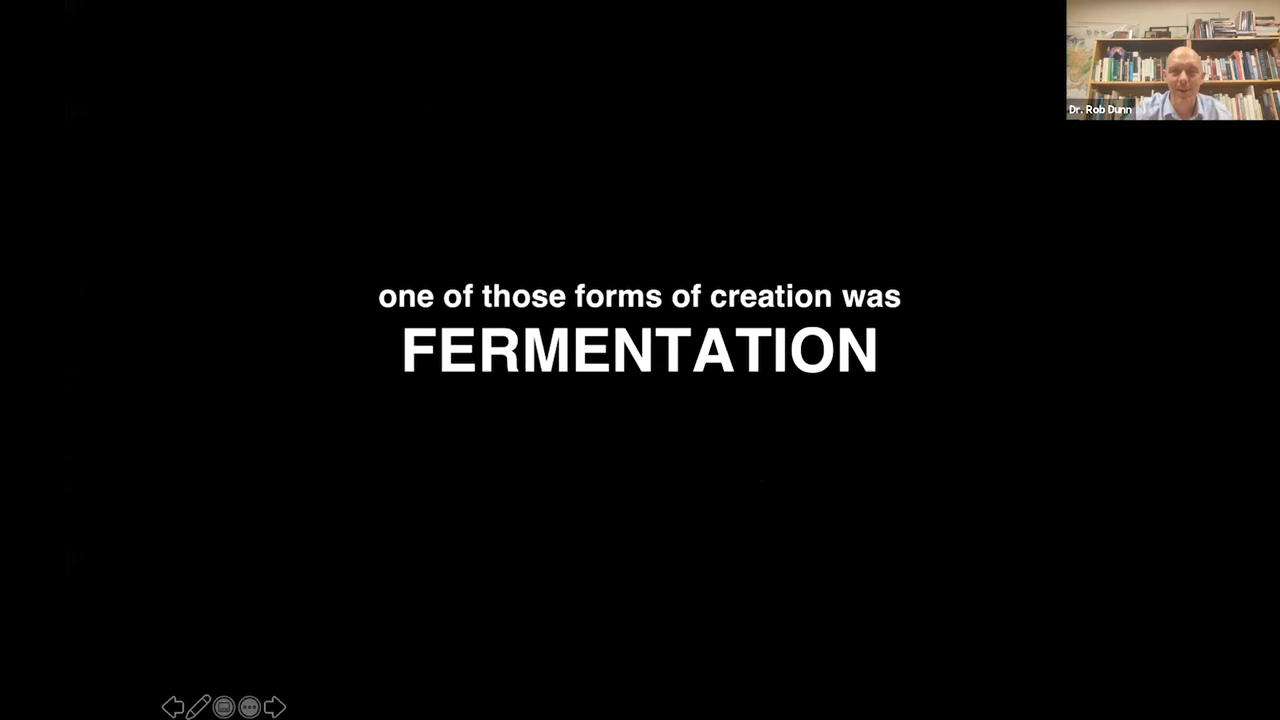 Dr. Rob Dunn
one of those forms of creation was
FERMENTATION